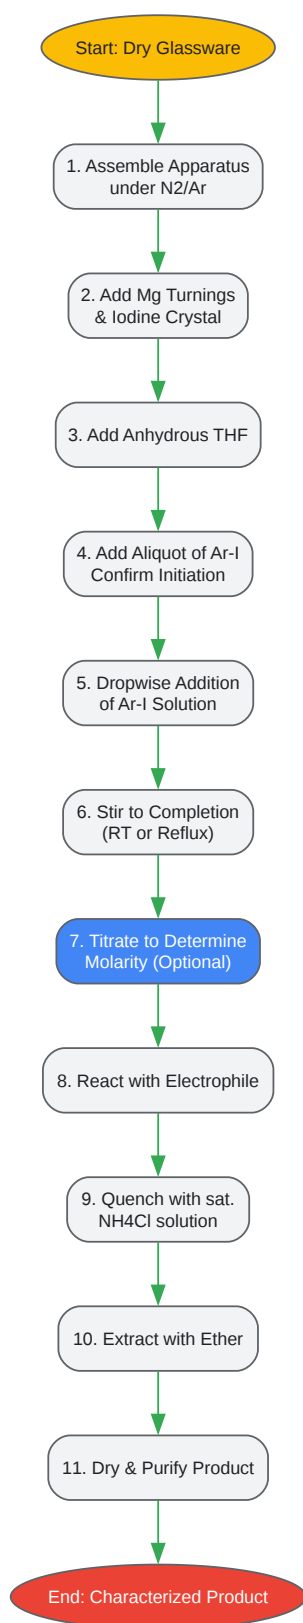 Start: Dry Glassware
1. Assemble Apparatus
under N2/Ar
2. Add Mg Turnings
& Iodine Crystal
3. Add Anhydrous THF
4. Add Aliquot of Ar-I
Confirm Initiation
5. Dropwise Addition
of Ar-I Solution
6. Stir to Completion
(RT or Reflux)
7. Titrate to Determine
Molarity (Optional)
8. React with Electrophile
9. Quench with sat.
NH4Cl solution
10. Extract with Ether
11. Dry & Purify Product
End: Characterized Product